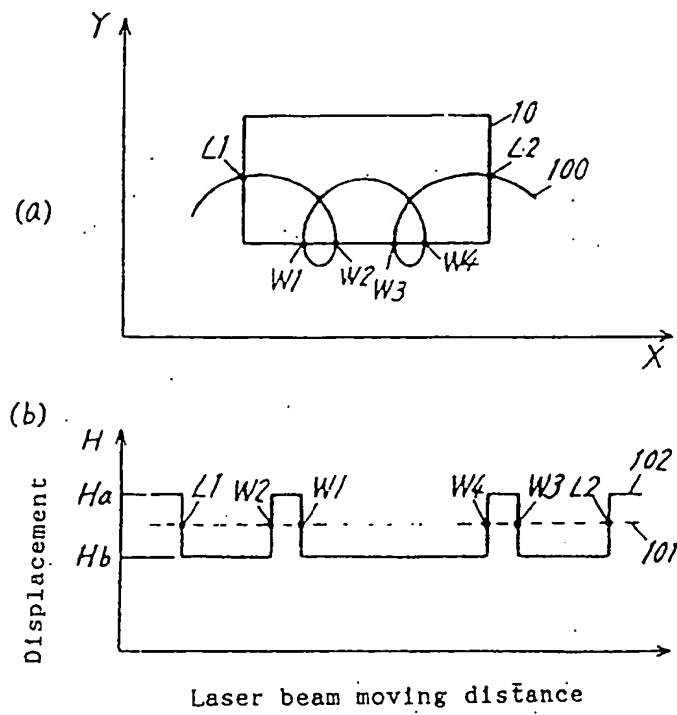 Y
10
L1
L2
100
(a)
W1
W2
W3
W4
X
(b)
H
Ha
L1
W2
W1
W4
W3
L2
102
101
Hb
Displacement
Laser beam moving distance